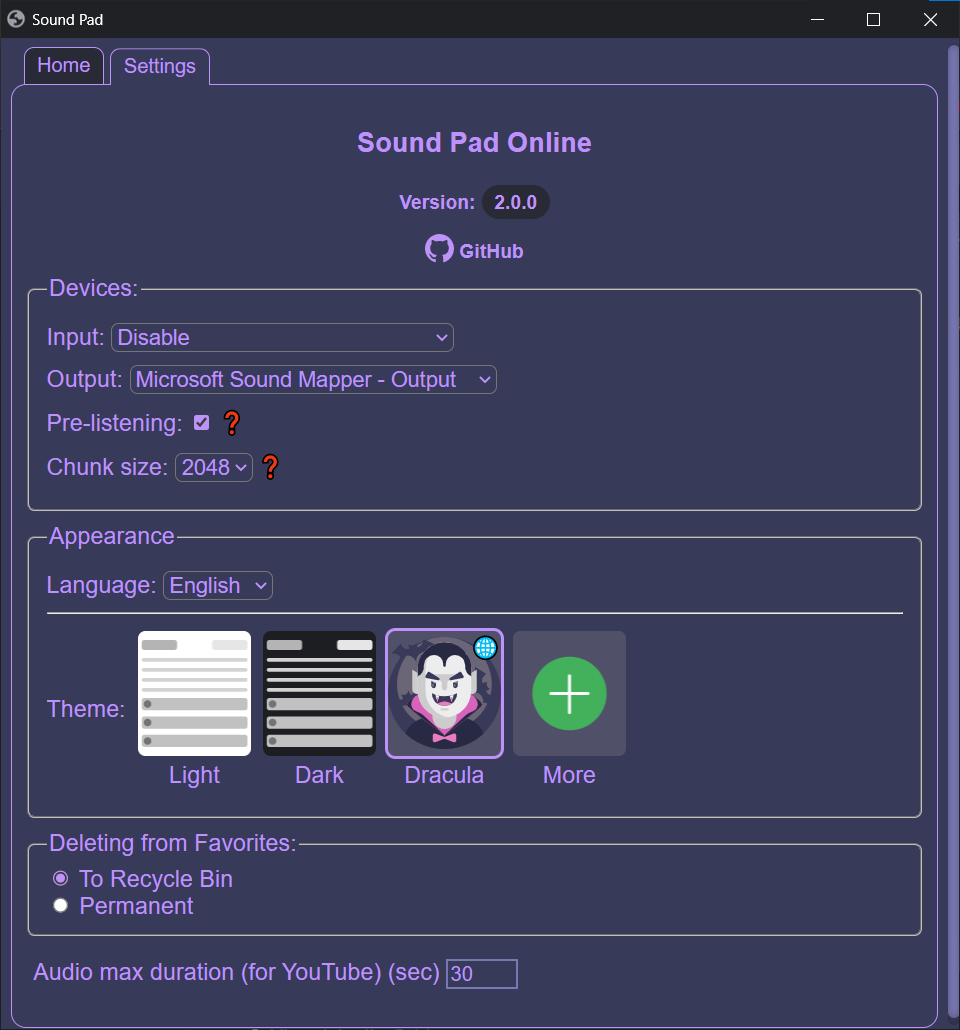 Sound Pad
Home Settings
Sound Pad Online
Version: 2.0.0
GitHub
Devices:
Input: Disable
Output: Microsoft Sound Mapper - Output
Pre-listening: ❓
Chunk size: 2048 ❓
Appearance
Language: English
Theme:
Light Dark Dracula More
Deleting from Favorites:
To Recycle Bin
Permanent
Audio max duration (for YouTube) (sec) 30